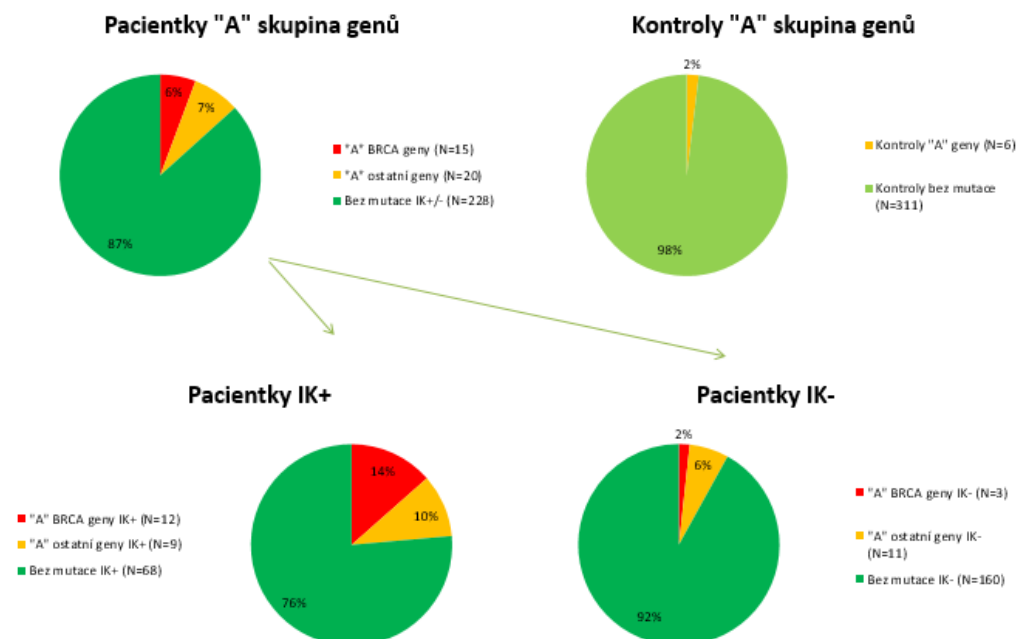 Pacientky "A" skupina genů
6%
7%
87%
"A" BRCA geny (N=15)
"A" ostatní geny (N=20)
Bez mutace IK+/- (N=228)
Kontroly "A" skupina genů
2%
98%
Kontroly "A" geny (N=6)
Kontroly bez mutace
(N=311)
Pacientky IK+
"A" BRCA geny IK+ (N=12)
"A" ostatní geny IK+ (N=9)
Bez mutace IK+ (N=68)
14%
10%
76%
Pacientky IK-
2%
6%
92%
"A" BRCA geny IK- (N=3)
"A" ostatní geny IK-
(N=11)
Bez mutace IK- (N=160)